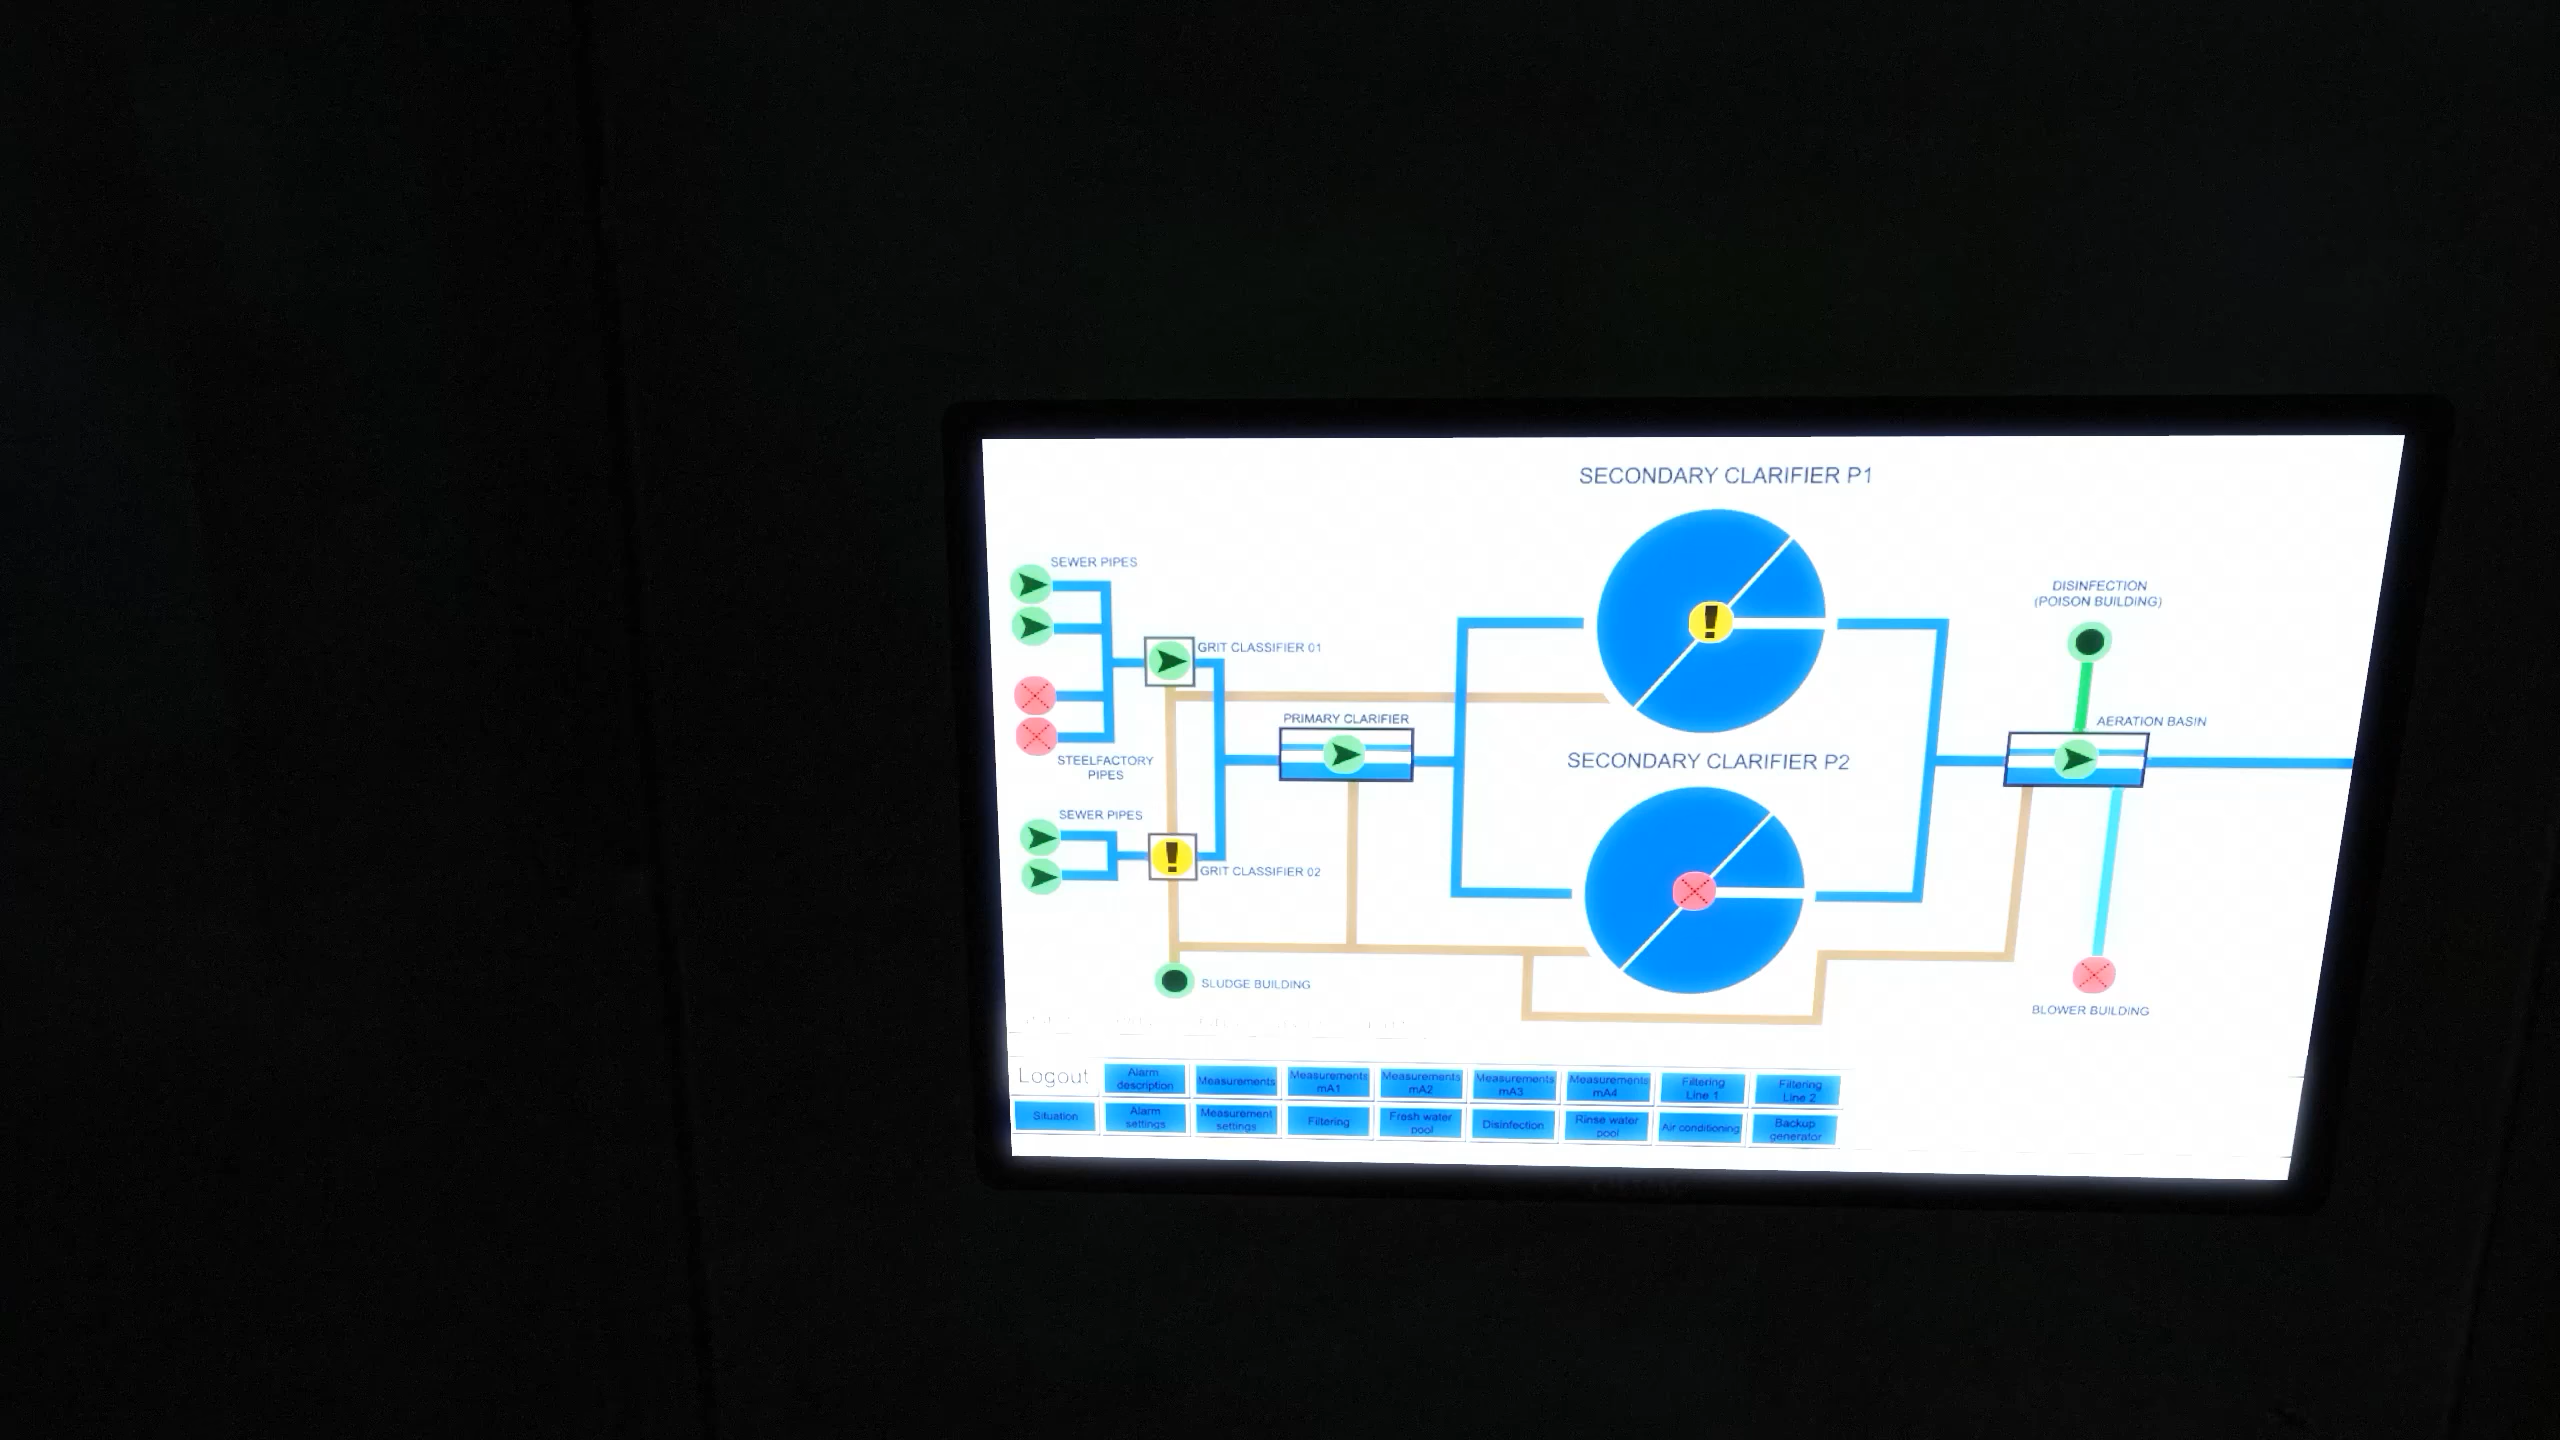 SECONDARY CLARIFIER P1
SEWER PIPES
DISINFECTION
(POISON BUILDING)
GRIT CLASSIFIER 01
PRIMARY CLARIFIER
AERATION BASIN
STEELFACTORY
PIPES
SECONDARY CLARIFIER P2
SEWER PIPES
GRIT CLASSIFIER 02
SLUDGE BUILDING
BLOWER BUILDING
Logout
Alarm
description
Measurements
Measurements
mA1
Measurements
mA2
Measurements
mA3
Measurements
mA4
Filtering
Line 1
Filtering
Line 2
Situation
Alarm
settings
Measurement
settings
Filtering
Fresh water
pool
Disinfection
Rinse water
pool
Air conditioning
Backup
generator